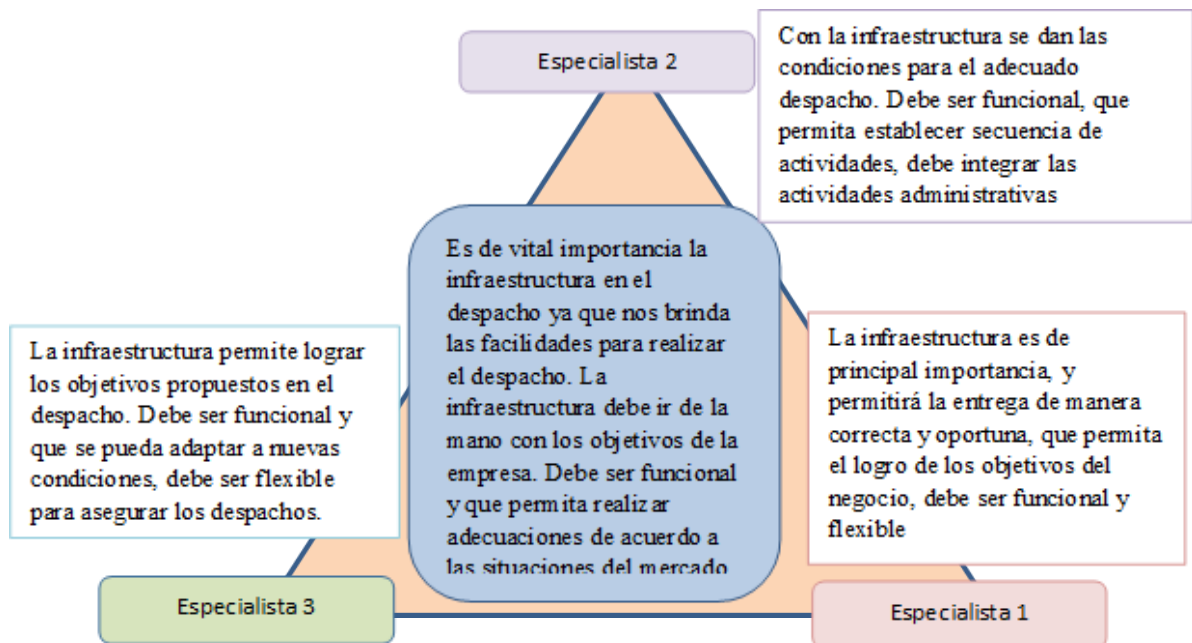 Especialista 2
Con la infraestructura se dan las
condiciones para el adecuado
despacho. Debe ser funcional, que
permita establecer secuencia de
actividades, debe integrar las
actividades administrativas
Es de vital importancia la
infraestructura en el
despacho ya que nos brinda
las facilidades para realizar
el despacho. La
infraestructura debe ir de la
mano con los objetivos de la
empresa. Debe ser funcional
y que permita realizar
adecuaciones de acuerdo a
las situaciones del mercado
La infraestructura permite lograr
los objetivos propuestos en el
despacho. Debe ser funcional y
que se pueda adaptar a nuevas
condiciones, debe ser flexible
para asegurar los despachos.
La infraestructura es de
principal importancia, y
permitirá la entrega de manera
correcta y oportuna, que permita
el logro de los objetivos del
negocio, debe ser funcional y
flexible
Especialista 3
Especialista 1